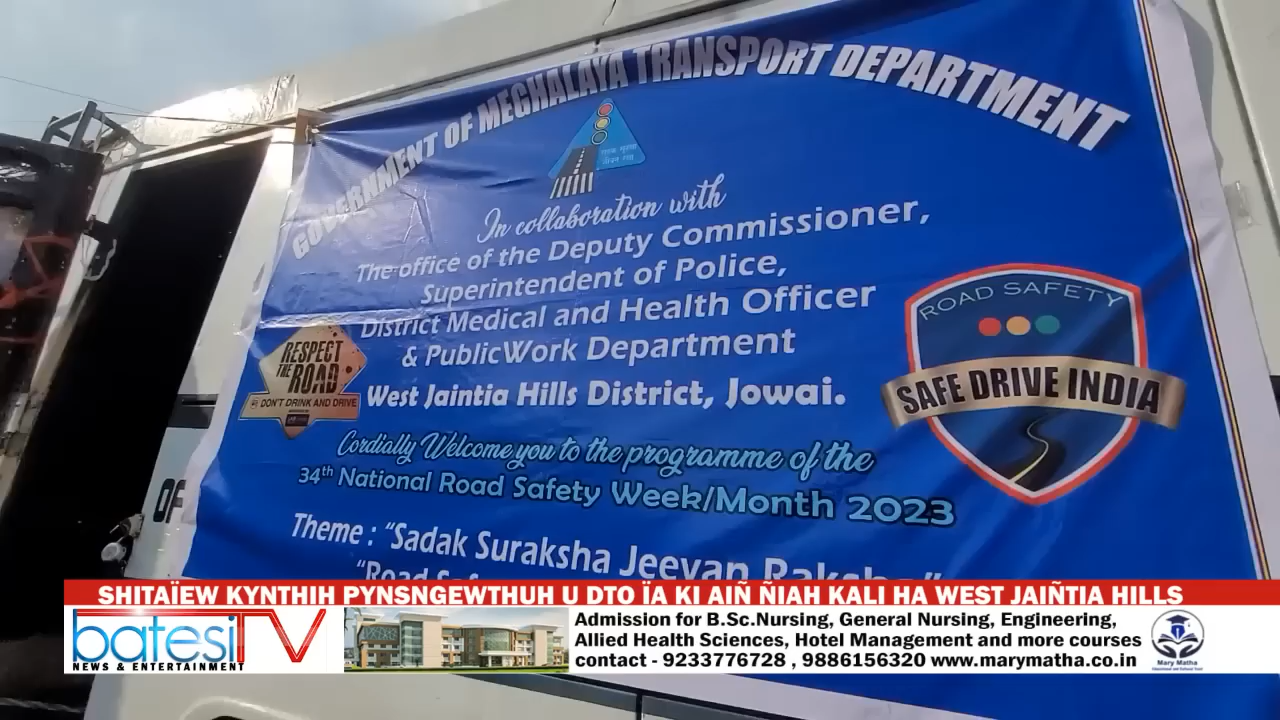 GOVERNMENT OF MEGHALAYA TRANSPORT DEPARTMENT
In collaboration with
The office of the Deputy Commissioner,
Superintendent of Police,
District Medical and Health Officer
& PublicWork Department
West Jaintia Hills District, Jowai.
RESPECT
THE
ROAD
DON'T DRINK AND DRIVE
ROAD SAFETY
SAFE DRIVE INDIA
Cordially Welcome you to the programme of the
34th National Road Safety Week/Month 2023
Theme : "Sadak Suraksha Jeevan Raksha"
"Road
OF
SHITAÏEW KYNTHIH PYNSNGEWTHUH U DTO ÏA KI AIÑ ÑIAH KALI HA WEST JAIÑTIA HILLS
batesi TV
NEWS & ENTERTAINMENT
Admission for B.Sc.Nursing, General Nursing, Engineering,
Allied Health Sciences, Hotel Management and more courses
contact - 9233776728 , 9886156320 www.marymatha.co.in
Mary Matha